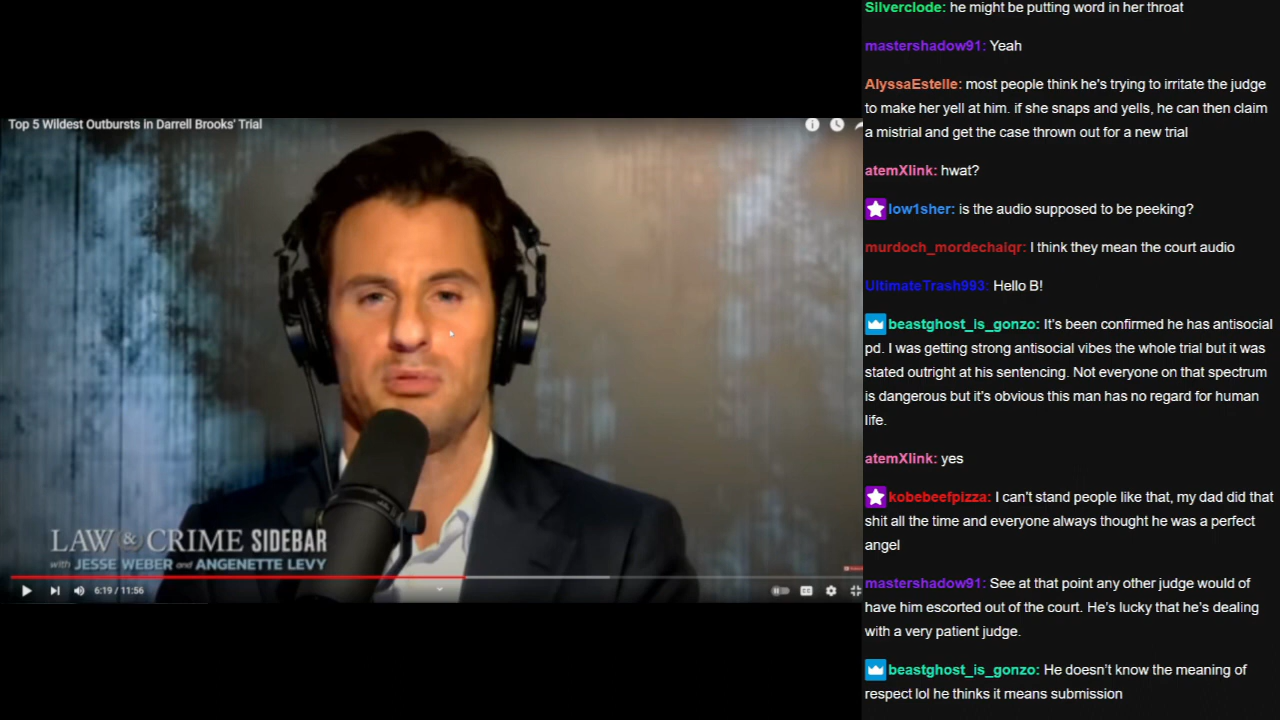 Top 5 Wildest Outbursts in Darrell Brooks' Trial
LAW & CRIME SIDEBAR
with JESSE WEBER and ANGENETTE LEVY
6:19 / 11:56
Silverclode: he might be putting word in her throat
mastershadow91: Yeah
AlyssaEstelle: most people think he's trying to irritate the judge
to make her yell at him. if she snaps and yells, he can then claim
a mistrial and get the case thrown out for a new trial
atemXlink: hwat?
low1sher: is the audio supposed to be peeking?
murdoch_mordechaiqr: I think they mean the court audio
UltimateTrash993: Hello B!
beastghost_is_gonzo: It's been confirmed he has antisocial
pd. I was getting strong antisocial vibes the whole trial but it was
stated outright at his sentencing. Not everyone on that spectrum
is dangerous but it's obvious this man has no regard for human
life.
atemXlink: yes
kobebeefpizza: I can't stand people like that, my dad did that
shit all the time and everyone always thought he was a perfect
angel
mastershadow91: See at that point any other judge would of
have him escorted out of the court. He's lucky that he's dealing
with a very patient judge.
beastghost_is_gonzo: He doesn't know the meaning of
respect lol he thinks it means submission